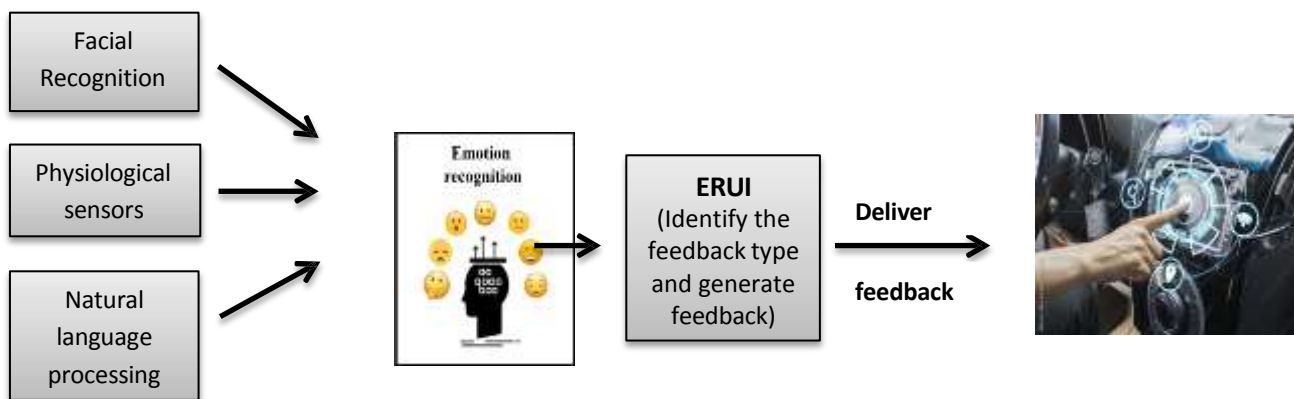 Facial
Recognition
Physiological
sensors
Natural
language
processing
Emotion
recognition
ERUI
(Identify the
feedback type
and generate
feedback)
Deliver
feedback